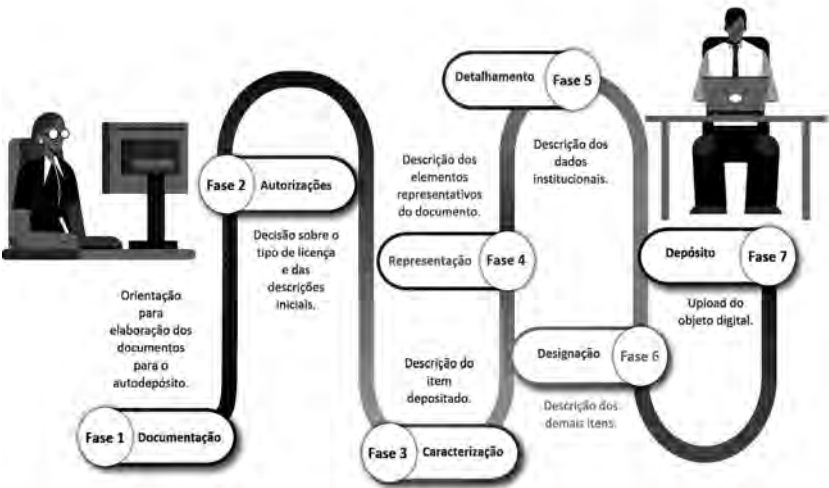 Fase 1 Documentação
Orientação
para
elaboração dos
documentos
para o
autodepósito.
Fase 2 Autorizações
Decisão sobre o
tipo de licença
e das
descrições
iniciais.
Fase 3 Caracterização
Descrição do
item
depositado.
Representação Fase 4
Descrição dos
elementos
representativos
do documento.
Detalhamento Fase 5
Descrição dos
dados
institucionais.
Designação Fase 6
Descrição dos
demais itens.
Depósito Fase 7
Upload do
objeto digital.